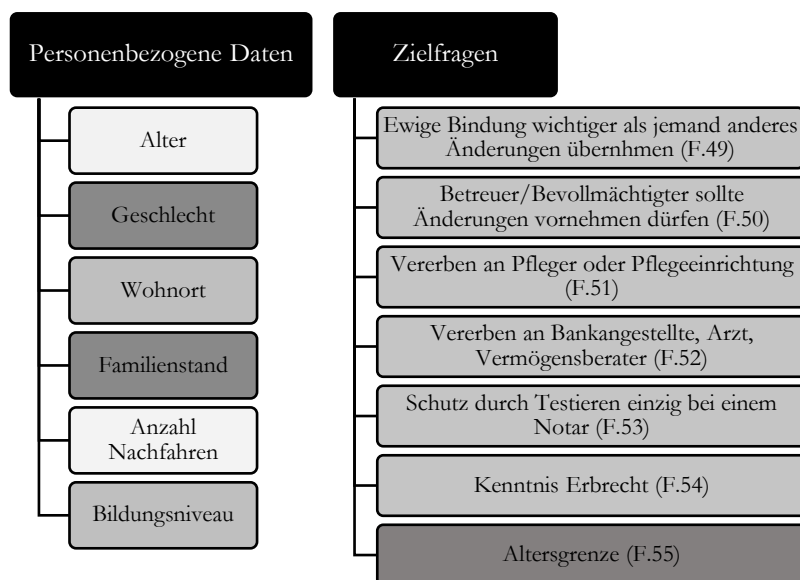 Personenbezogene Daten
Alter
Geschlecht
Wohnort
Familienstand
Anzahl
Nachfahren
Bildungsniveau
Zielfragen
Ewige Bindung wichtiger als jemand anderes
Änderungen übernhmen (F.49)
Betreuer/Bevollmächtigter sollte
Änderungen vornehmen dürfen (F.50)
Vererben an Pfleger oder Pflegeeinrichtung
(F.51)
Vererben an Bankangestellte, Arzt,
Vermögensberater (F.52)
Schutz durch Testieren einzig bei einem
Notar (F.53)
Kenntnis Erbrecht (F.54)
Altersgrenze (F.55)